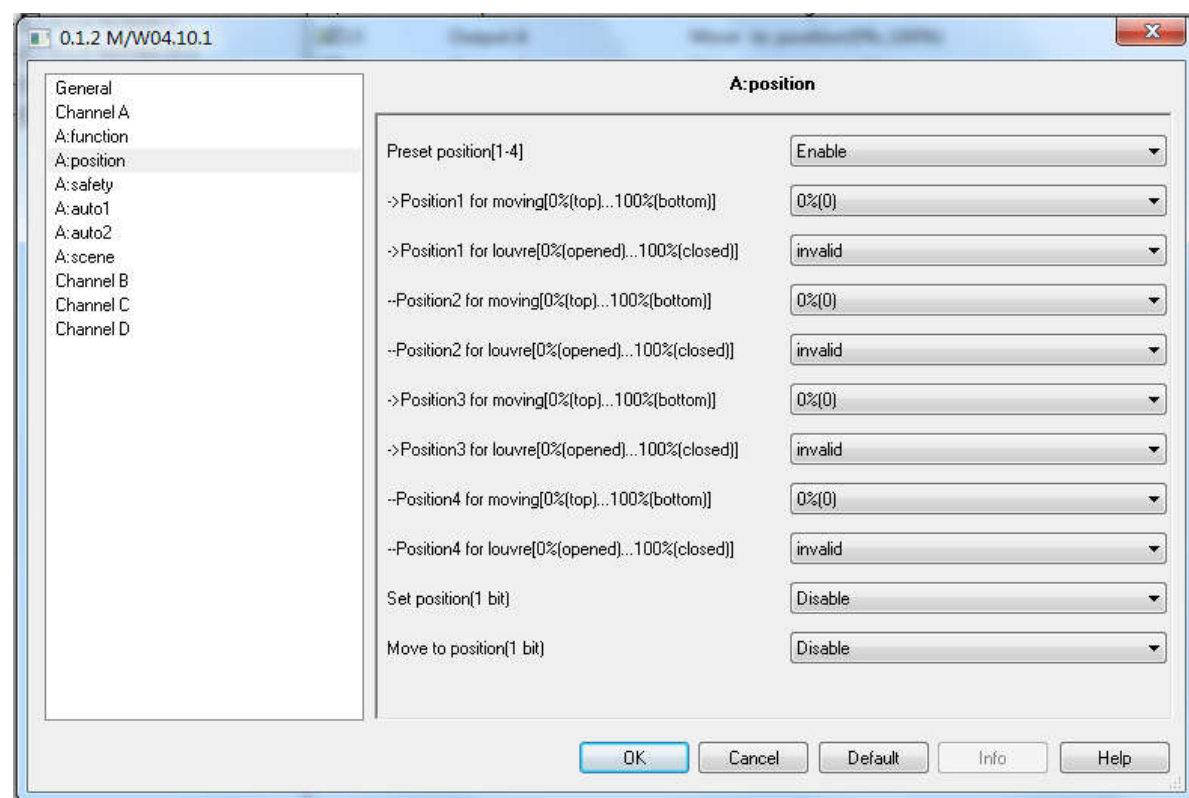 0.1.2 M/W04.10.1
General
Channel A
A:function
A:position
A:safety
A:auto1
A:auto2
A:scene
Channel B
Channel C
Channel D
A:position
Preset position[1-4] Enable
->Position1 for moving[0%(top)...100%(bottom)] 0%(0)
->Position1 for louvre[0%(opened)...100%(closed)] invalid
--Position2 for moving[0%(top)...100%(bottom)] 0%(0)
--Position2 for louvre[0%(opened)...100%(closed)] invalid
->Position3 for moving[0%(top)...100%(bottom)] 0%(0)
->Position3 for louvre[0%(opened)...100%(closed)] invalid
--Position4 for moving[0%(top)...100%(bottom)] 0%(0)
--Position4 for louvre[0%(opened)...100%(closed)] invalid
Set position(1 bit) Disable
Move to position(1 bit) Disable
OK Cancel Default Info Help